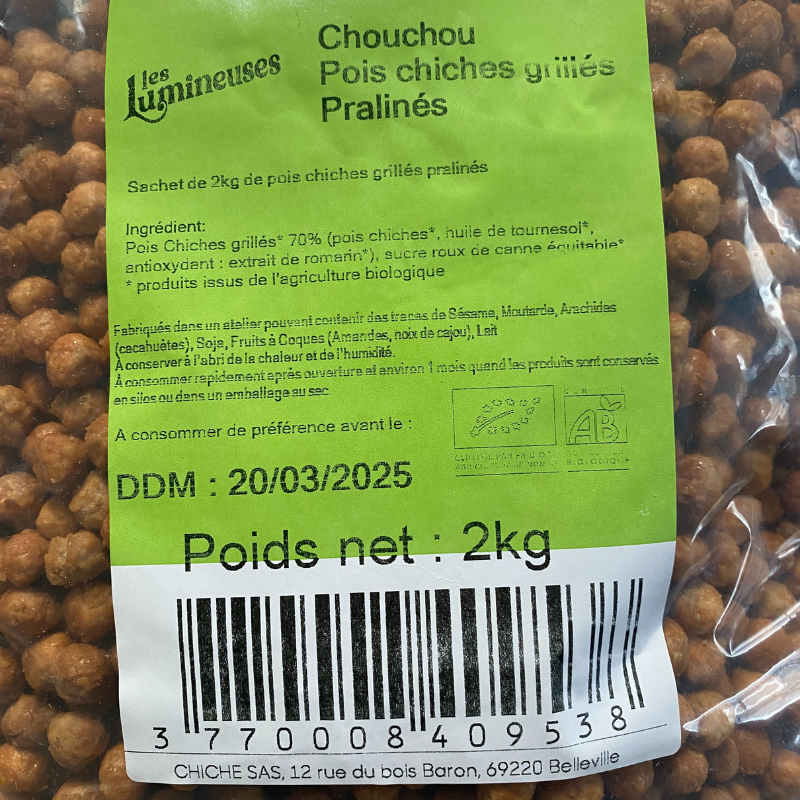 les
Lumineuses
Chouchou
Pois chiches grillés
Pralinés
Sachet de 2kg de pois chiches grillés pralinés
Ingrédient:
Pois Chiches grillés* 70% (pois chiches*, huile de tournesol*,
antioxydant : extrait de romarin*), sucre roux de canne équitable*
* produits issus de l'agriculture biologique
Fabriqués dans un atelier pouvant contenir des traces de Sésame, Moutarde, Arachides
(cacahuètes), Soja, Fruits à Coques (Amandes, noix de cajou), Lait
À conserver à l'abri de la chaleur et de l'humidité.
À consommer rapidement après ouverture et environ 1 mois quand les produits sont conservés
en silos ou dans un emballage au sec.
À consommer de préférence avant le :
AB
BIOLOGIQUE
DDM : 20/03/2025
Poids net : 2kg
3 770008 409538
CHICHE SAS, 12 rue du bois Baron, 69220 Belleville